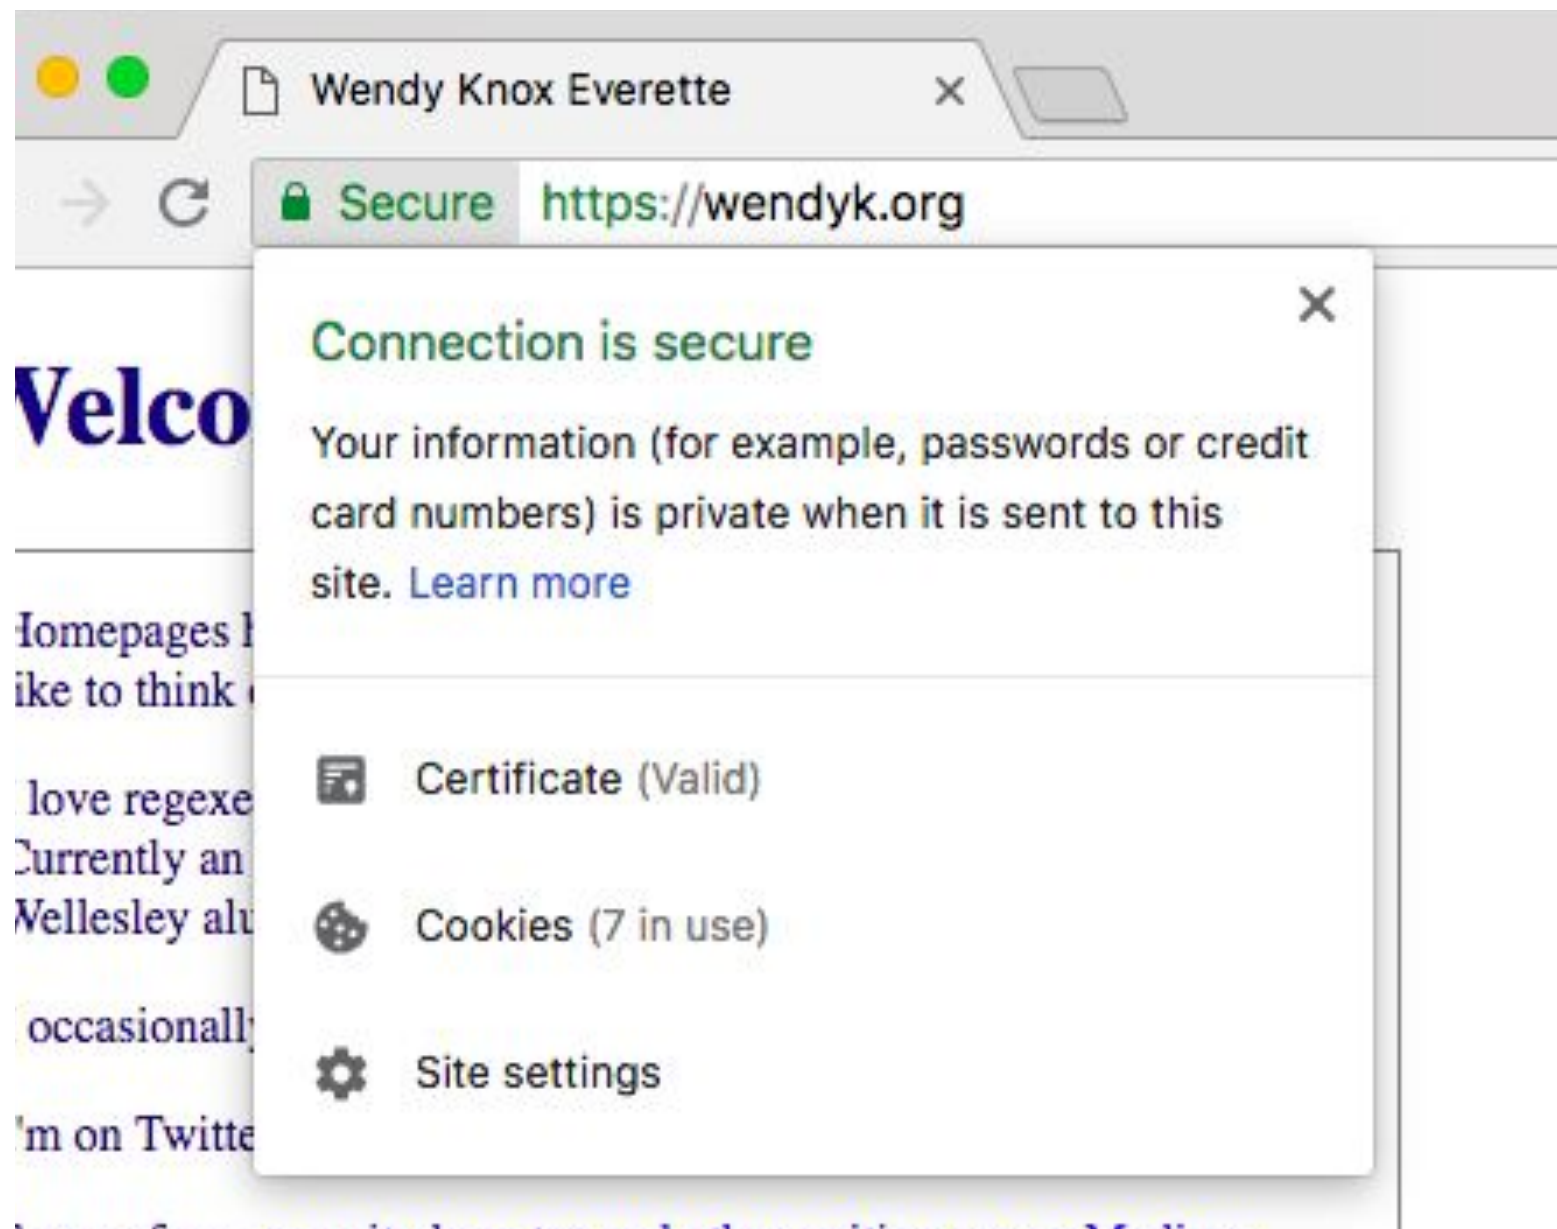 Wendy Knox Everette
Secure https://wendyk.org
Connection is secure
Velco
Your information (for example, passwords or credit
card numbers) is private when it is sent to this
site. Learn more
Homepages
ike to think
Certificate (Valid)
love regexe
Currently an
Wellesley alu
Cookies (7 in use)
occasionally
Site settings
'm on Twitte